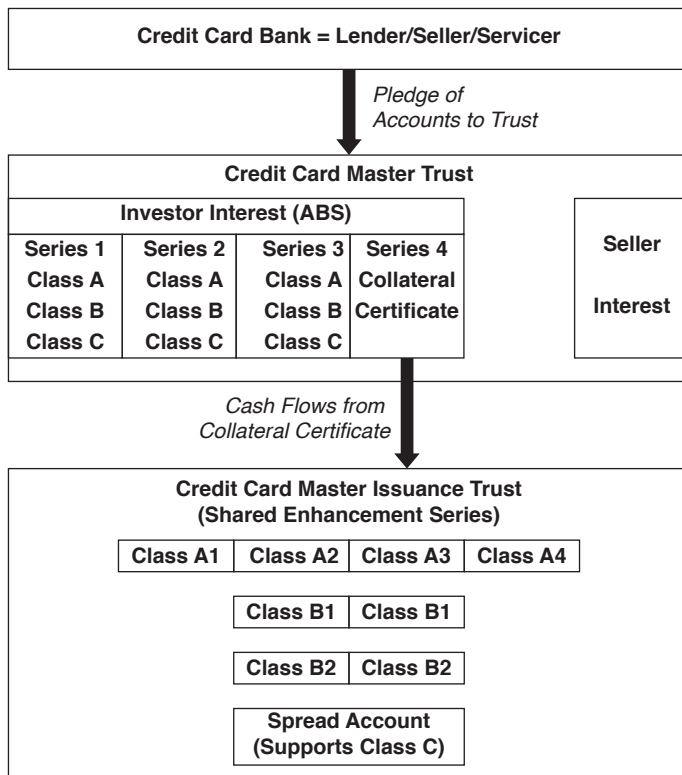 Credit Card Bank = Lender/Seller/Servicer
Pledge of
Accounts to Trust
Credit Card Master Trust
Investor Interest (ABS)
Series 1
Class A
Class B
Class C
Series 2
Class A
Class B
Class C
Series 3
Class A
Class B
Class C
Series 4
Collateral
Certificate
Seller
Interest
Cash Flows from
Collateral Certificate
Credit Card Master Issuance Trust
(Shared Enhancement Series)
Class A1 Class A2 Class A3 Class A4
Class B1 Class B1
Class B2 Class B2
Spread Account
(Supports Class C)